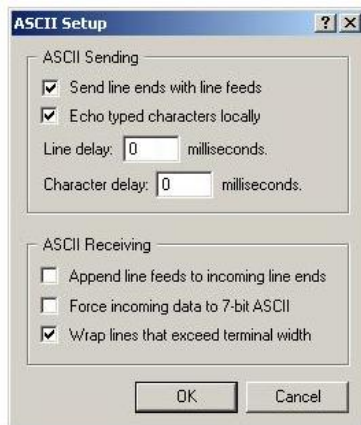 ASCII Setup
ASCII Sending
Send line ends with line feeds
Echo typed characters locally
Line delay: 0 milliseconds.
Character delay: 0 milliseconds.
ASCII Receiving
Append line feeds to incoming line ends
Force incoming data to 7-bit ASCII
Wrap lines that exceed terminal width
OK Cancel